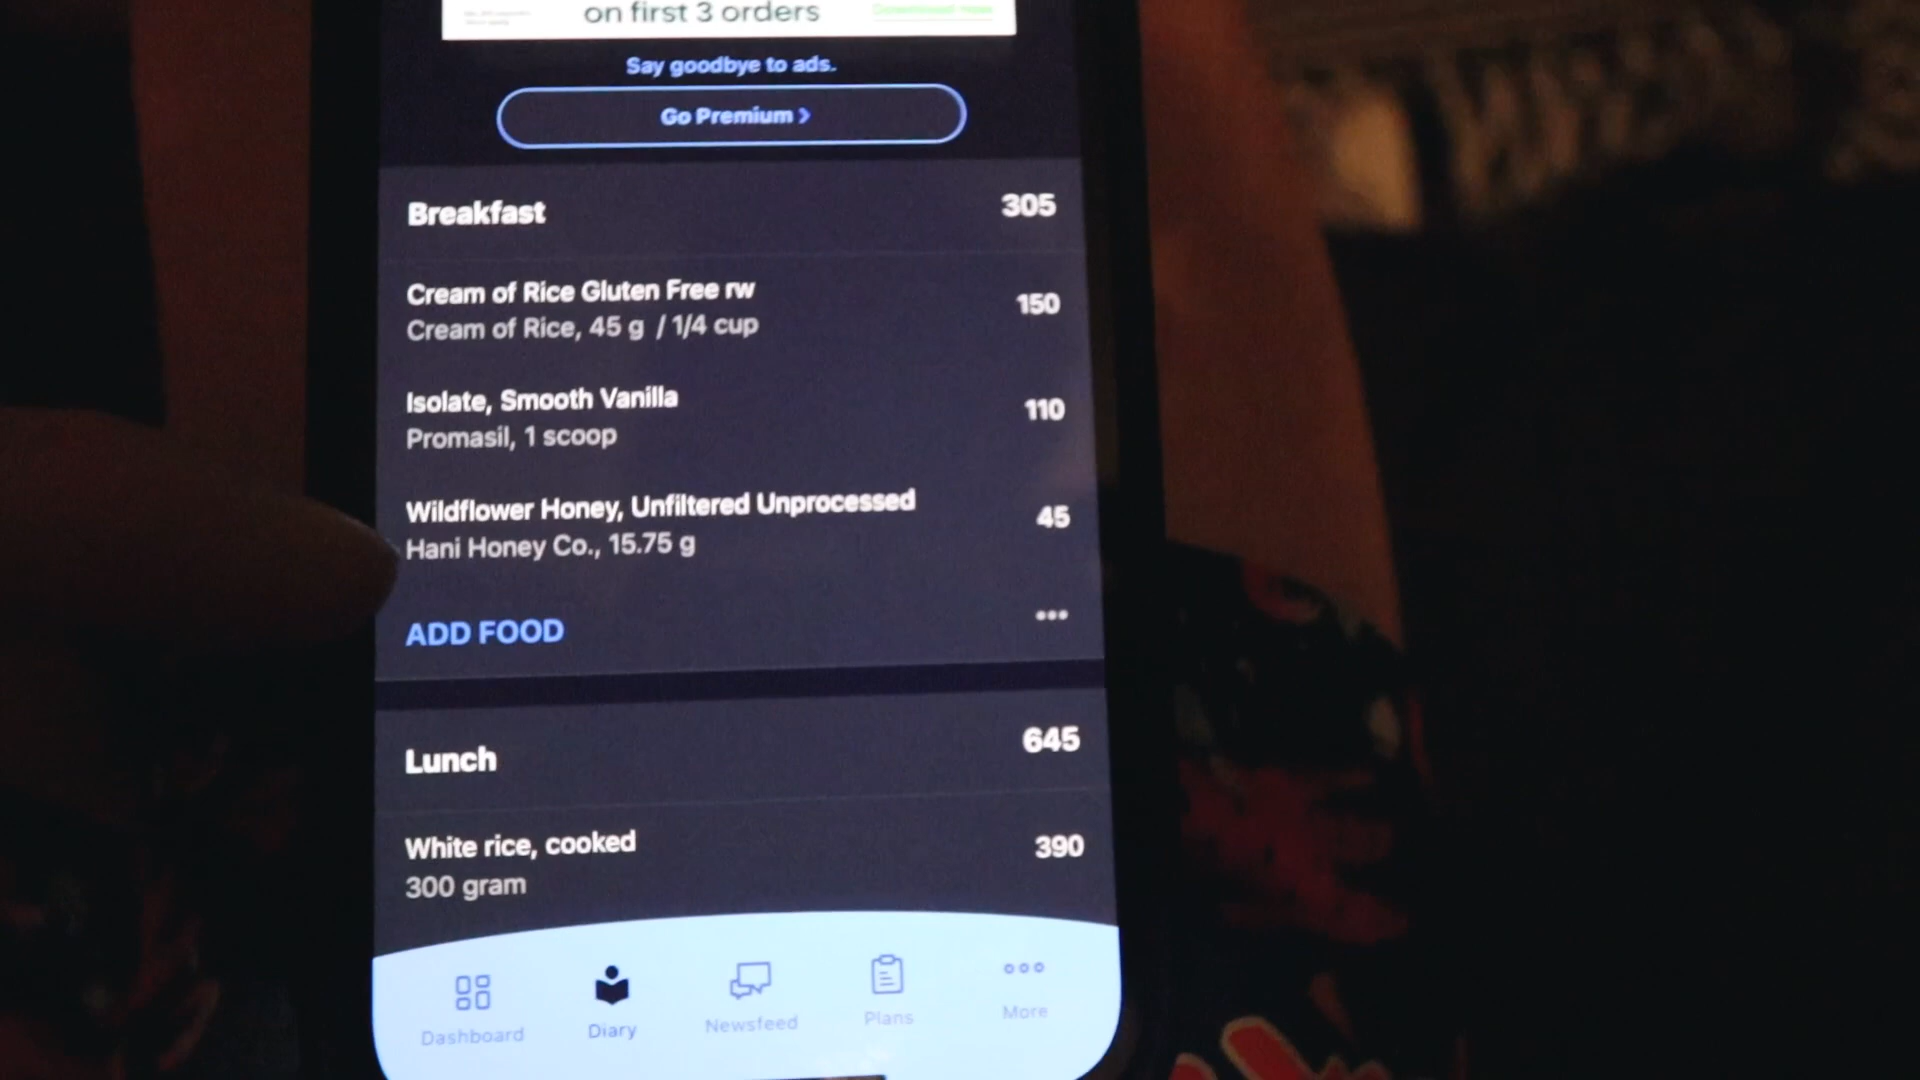 on first 3 orders
Say goodbye to ads.
Go Premium >
Breakfast 305
Cream of Rice Gluten Free rw 150
Cream of Rice, 45 g / 1/4 cup
Isolate, Smooth Vanilla 110
Promasil, 1 scoop
Wildflower Honey, Unfiltered Unprocessed 45
Hani Honey Co., 15.75 g
ADD FOOD
Lunch 645
White rice, cooked 390
300 gram
Dashboard Diary Newsfeed Plans More